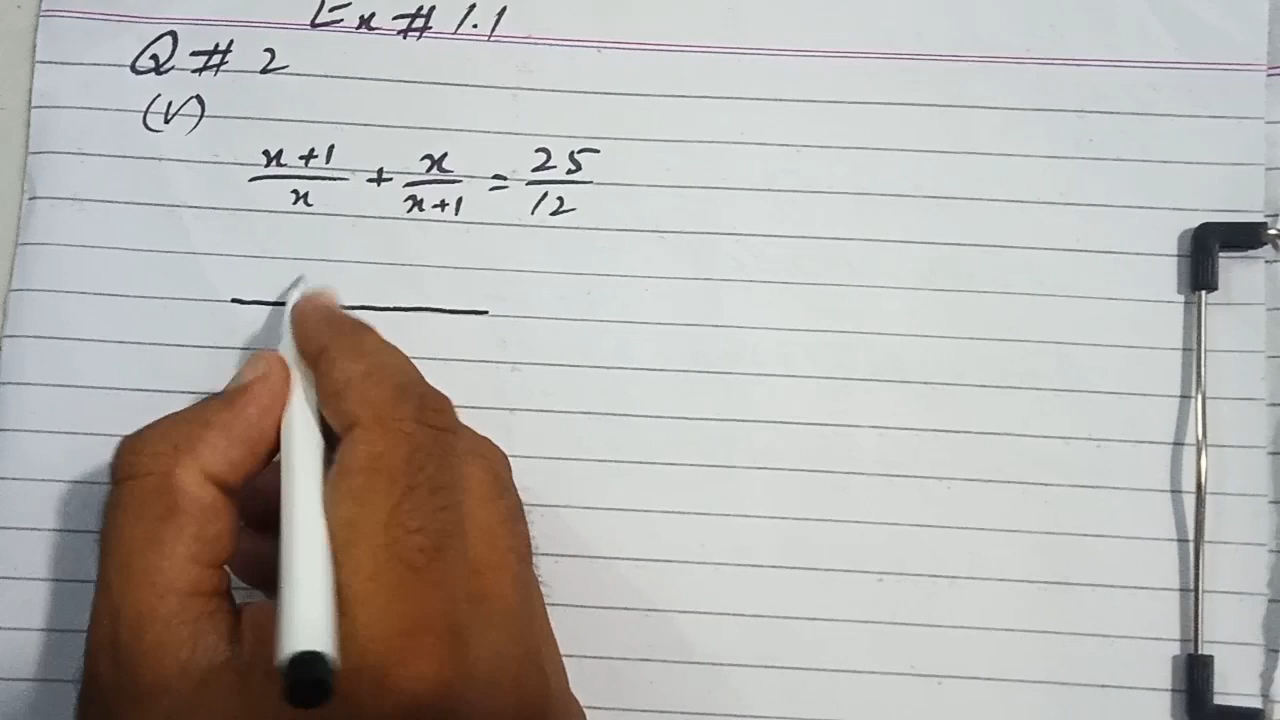 Ex # 1.1
Q # 2
(V)
x+1/x + x/x+1 = 25/12